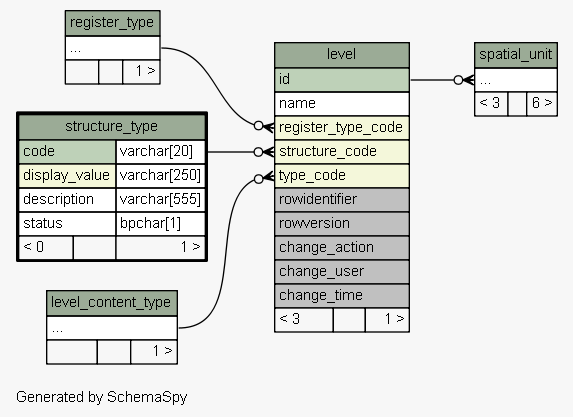 register_type
...
1 >
structure_type
code varchar[20]
display_value varchar[250]
description varchar[555]
status bpchar[1]
< 0 1 >
level_content_type
...
1 >
level
id
name
register_type_code
structure_code
type_code
rowidentifier
rowversion
change_action
change_user
change_time
< 3 1 >
spatial_unit
...
< 3 6 >
Generated by SchemaSpy